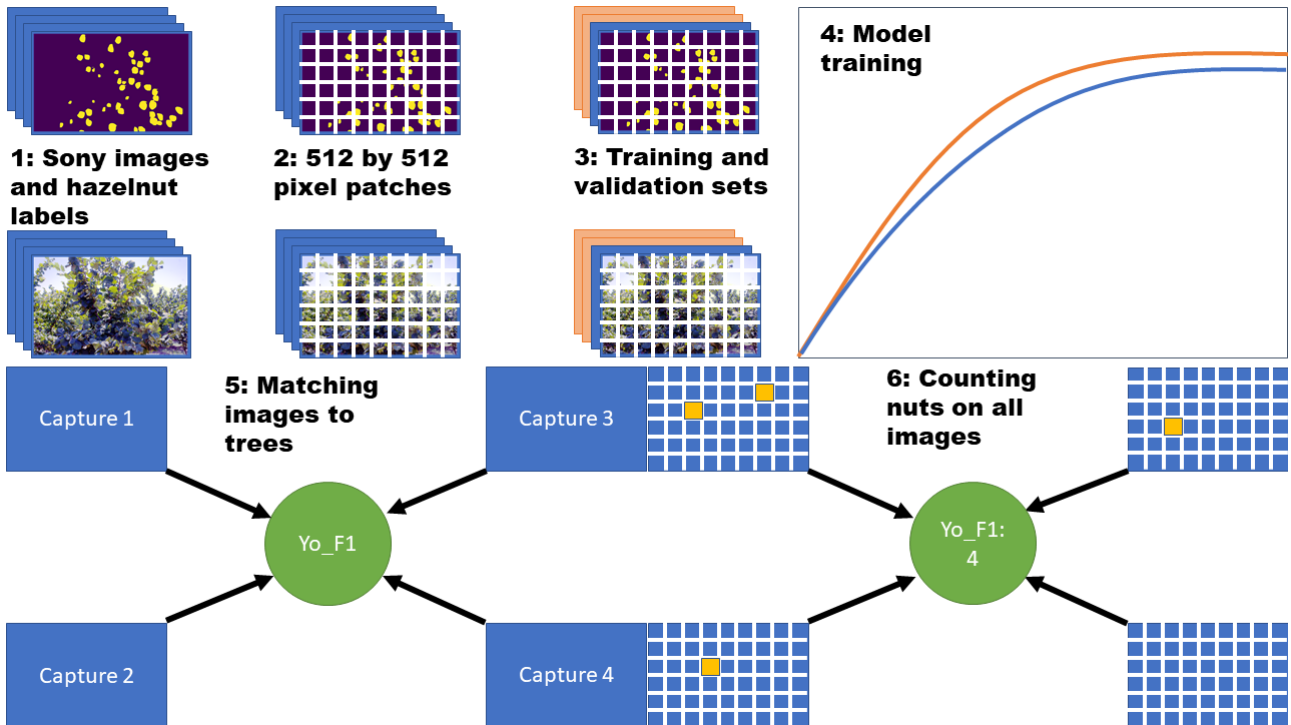 1: Sony images
and hazelnut
labels
2: 512 by 512
pixel patches
3: Training and
validation sets
4: Model
training
5: Matching
images to
trees
6: Counting
nuts on all
images
Capture 1
Capture 3
Yo_F1
Yo_F1:
4
Capture 2
Capture 4